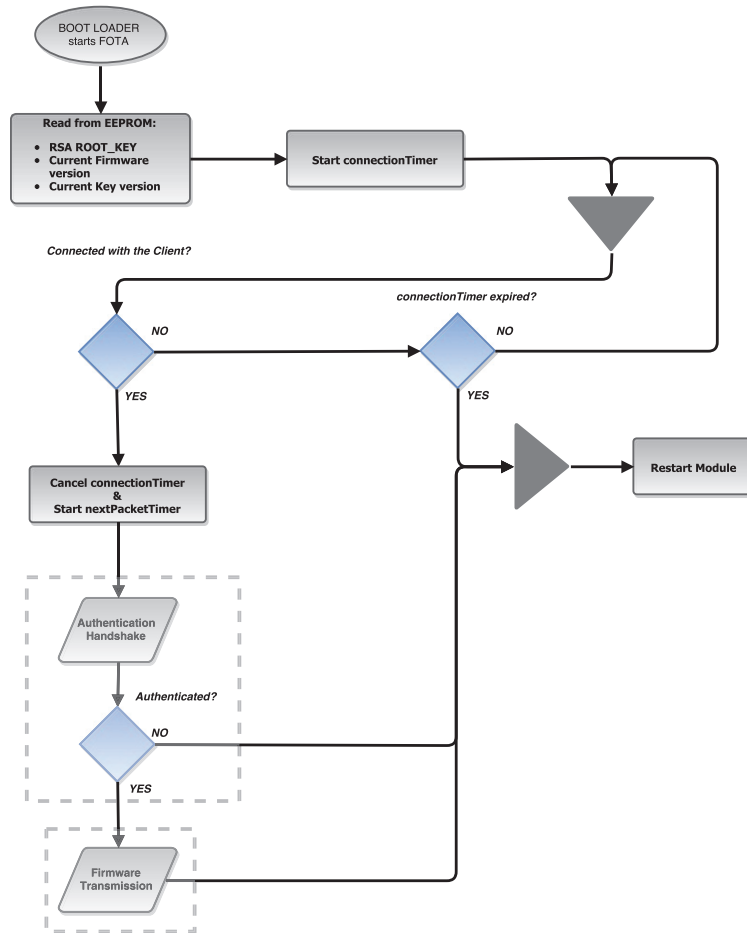 BOOT LOADER
starts FOTA
Read from EEPROM:
• RSA ROOT_KEY
• Current Firmware
version
• Current Key version
Start connectionTimer
Connected with the Client?
connectionTimer expired?
NO
NO
YES
YES
Cancel connectionTimer
&
Start nextPacketTimer
Restart Module
Authentication
Handshake
Authenticated?
NO
YES
Firmware
Transmission